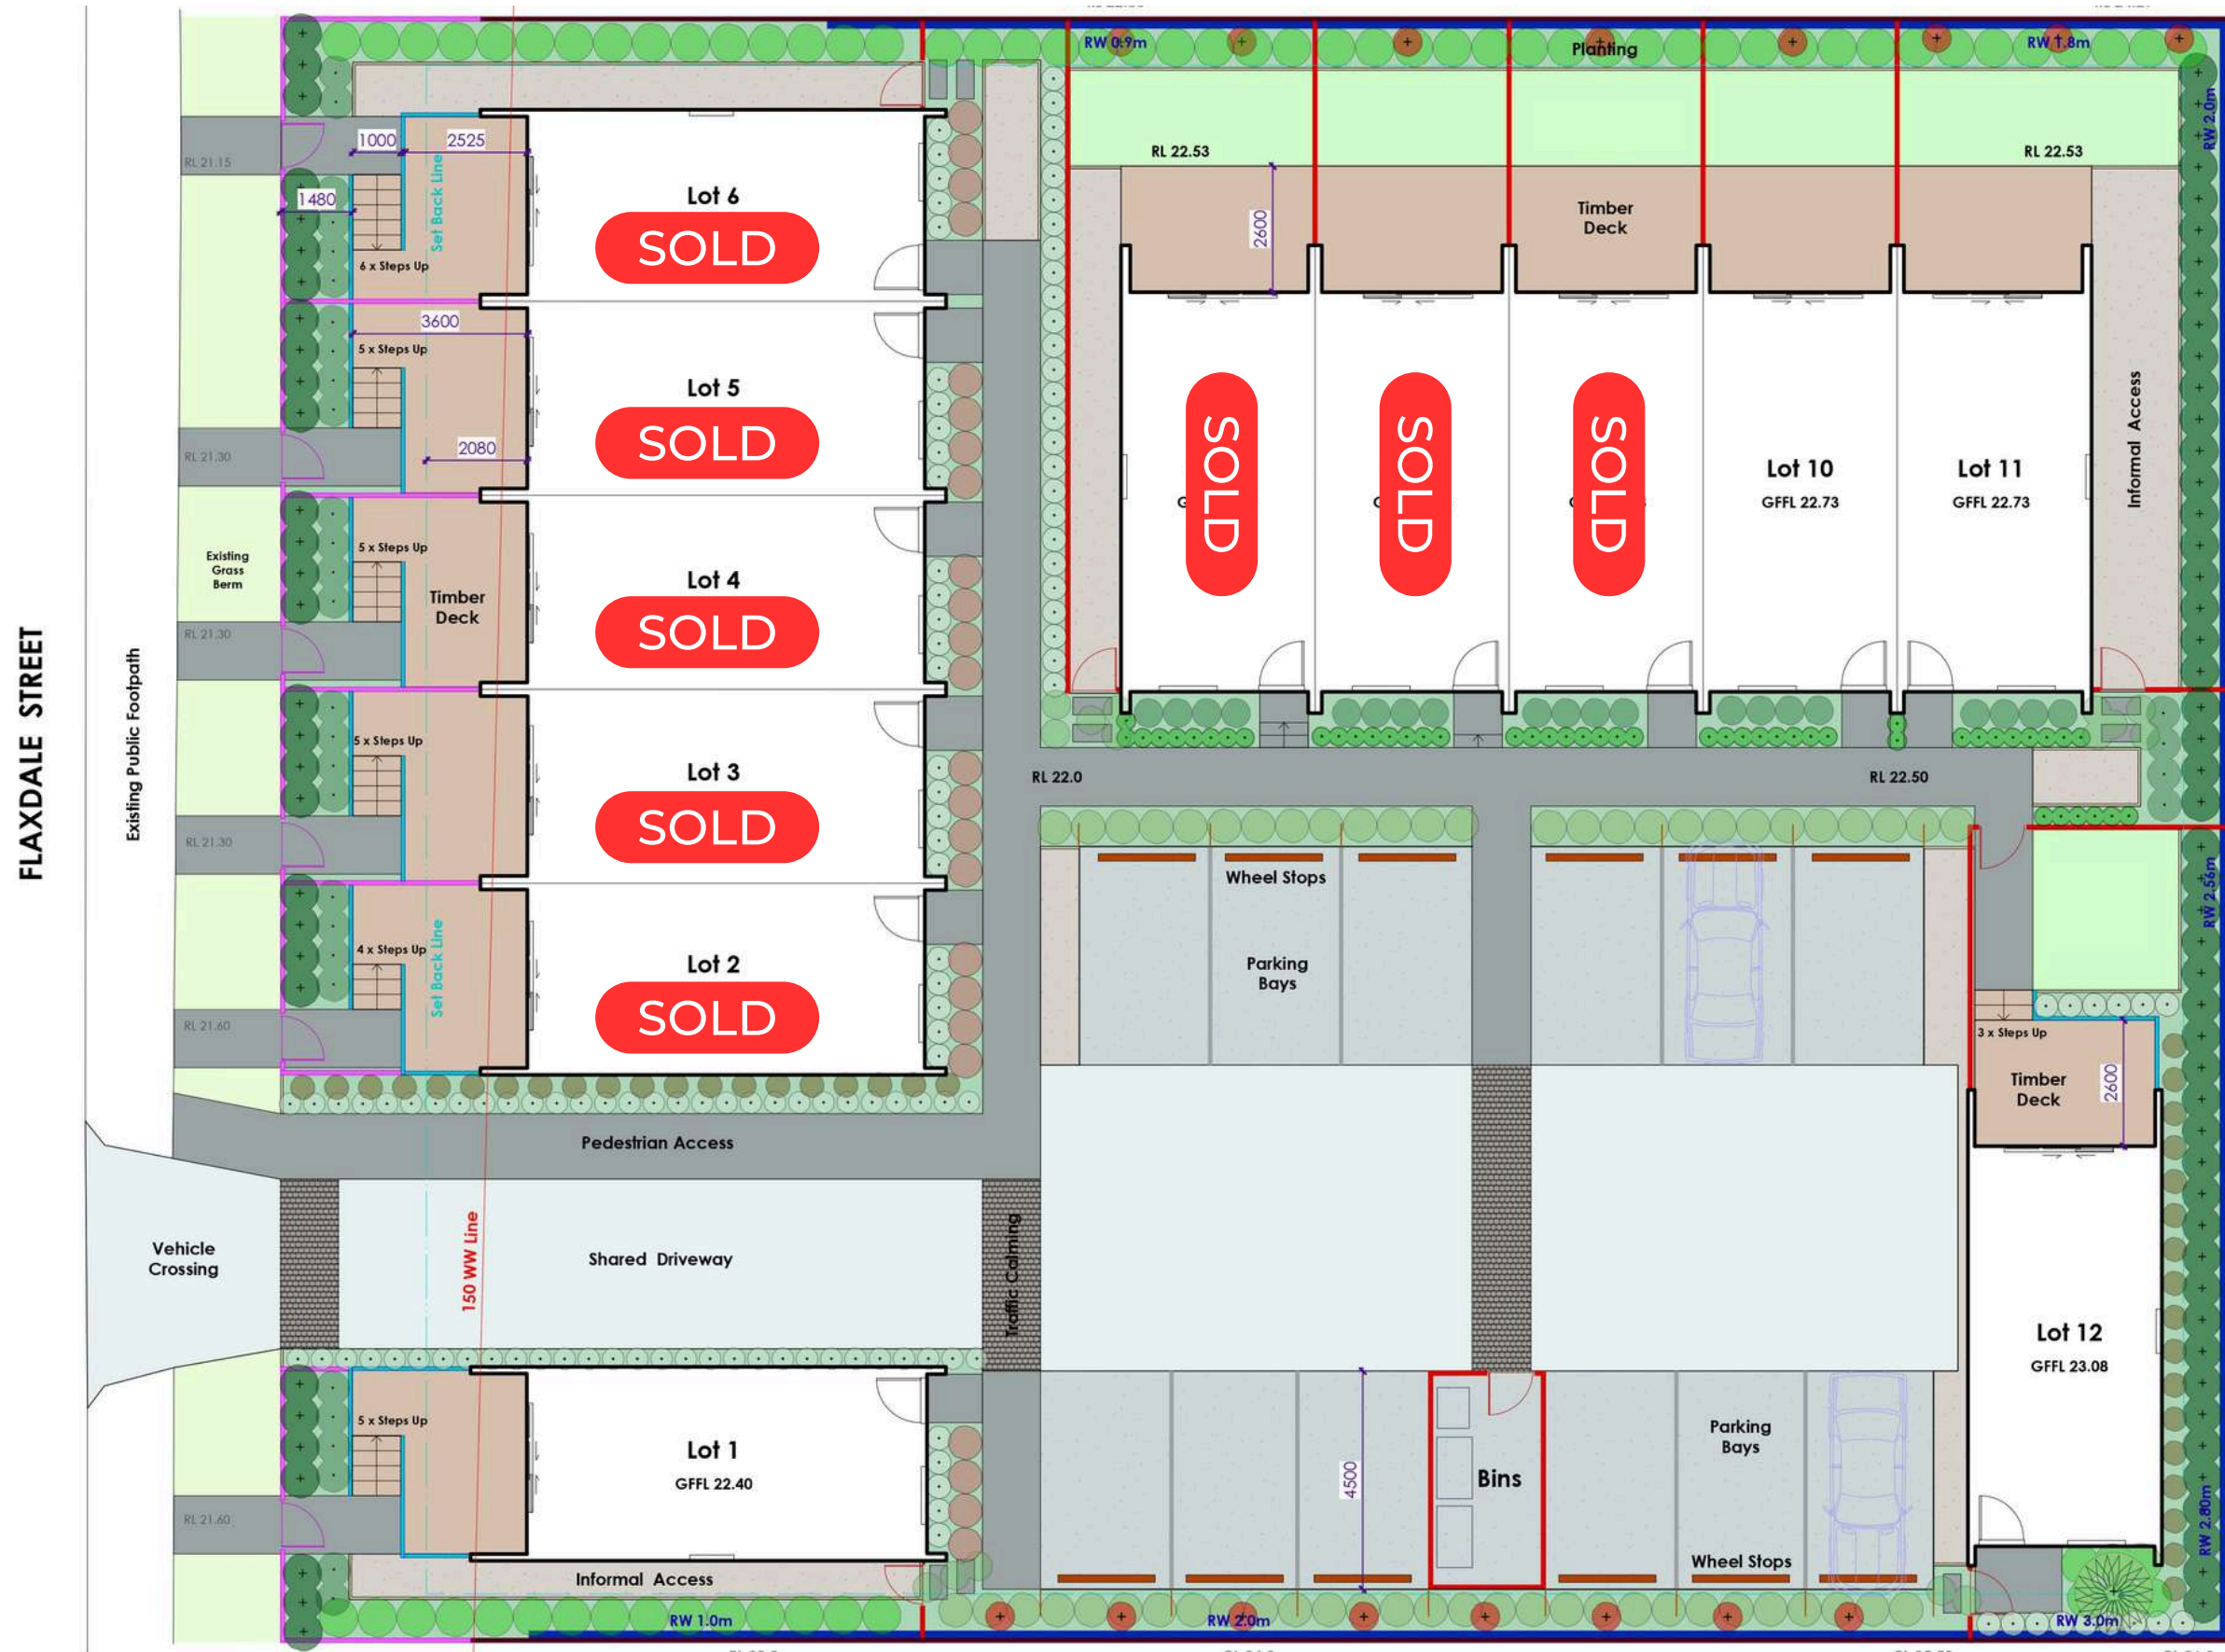 RW 0.9m
Planting
RW 1.8m
RW 2.0m
RL 21.15
1000
2525
Set Back Line
1480
6 x Steps Up
Lot 6
SOLD
RL 22.53
RL 22.53
2600
Timber
Deck
3600
5 x Steps Up
2080
RL 21.30
Lot 5
SOLD
SOLD
SOLD
SOLD
Lot 10
GFFL 22.73
Lot 11
GFFL 22.73
Informal Access
Existing
Grass
Berm
5 x Steps Up
Timber
Deck
Lot 4
SOLD
RL 21.30
FLAXDALE STREET
Existing Public Footpath
5 x Steps Up
RL 21.30
Lot 3
SOLD
RL 22.0
RL 22.50
Wheel Stops
Parking
Bays
RW 2.56m
4 x Steps Up
Set Back Line
RL 21.60
Lot 2
SOLD
3 x Steps Up
Timber
Deck
2600
Pedestrian Access
Vehicle
Crossing
150 WW Line
Shared Driveway
Traffic Calming
Lot 12
GFFL 23.08
5 x Steps Up
RL 21.60
Lot 1
GFFL 22.40
4500
Bins
Parking
Bays
Wheel Stops
RW 2.80m
Informal Access
RW 1.0m
RW 2.0m
RW 3.0m